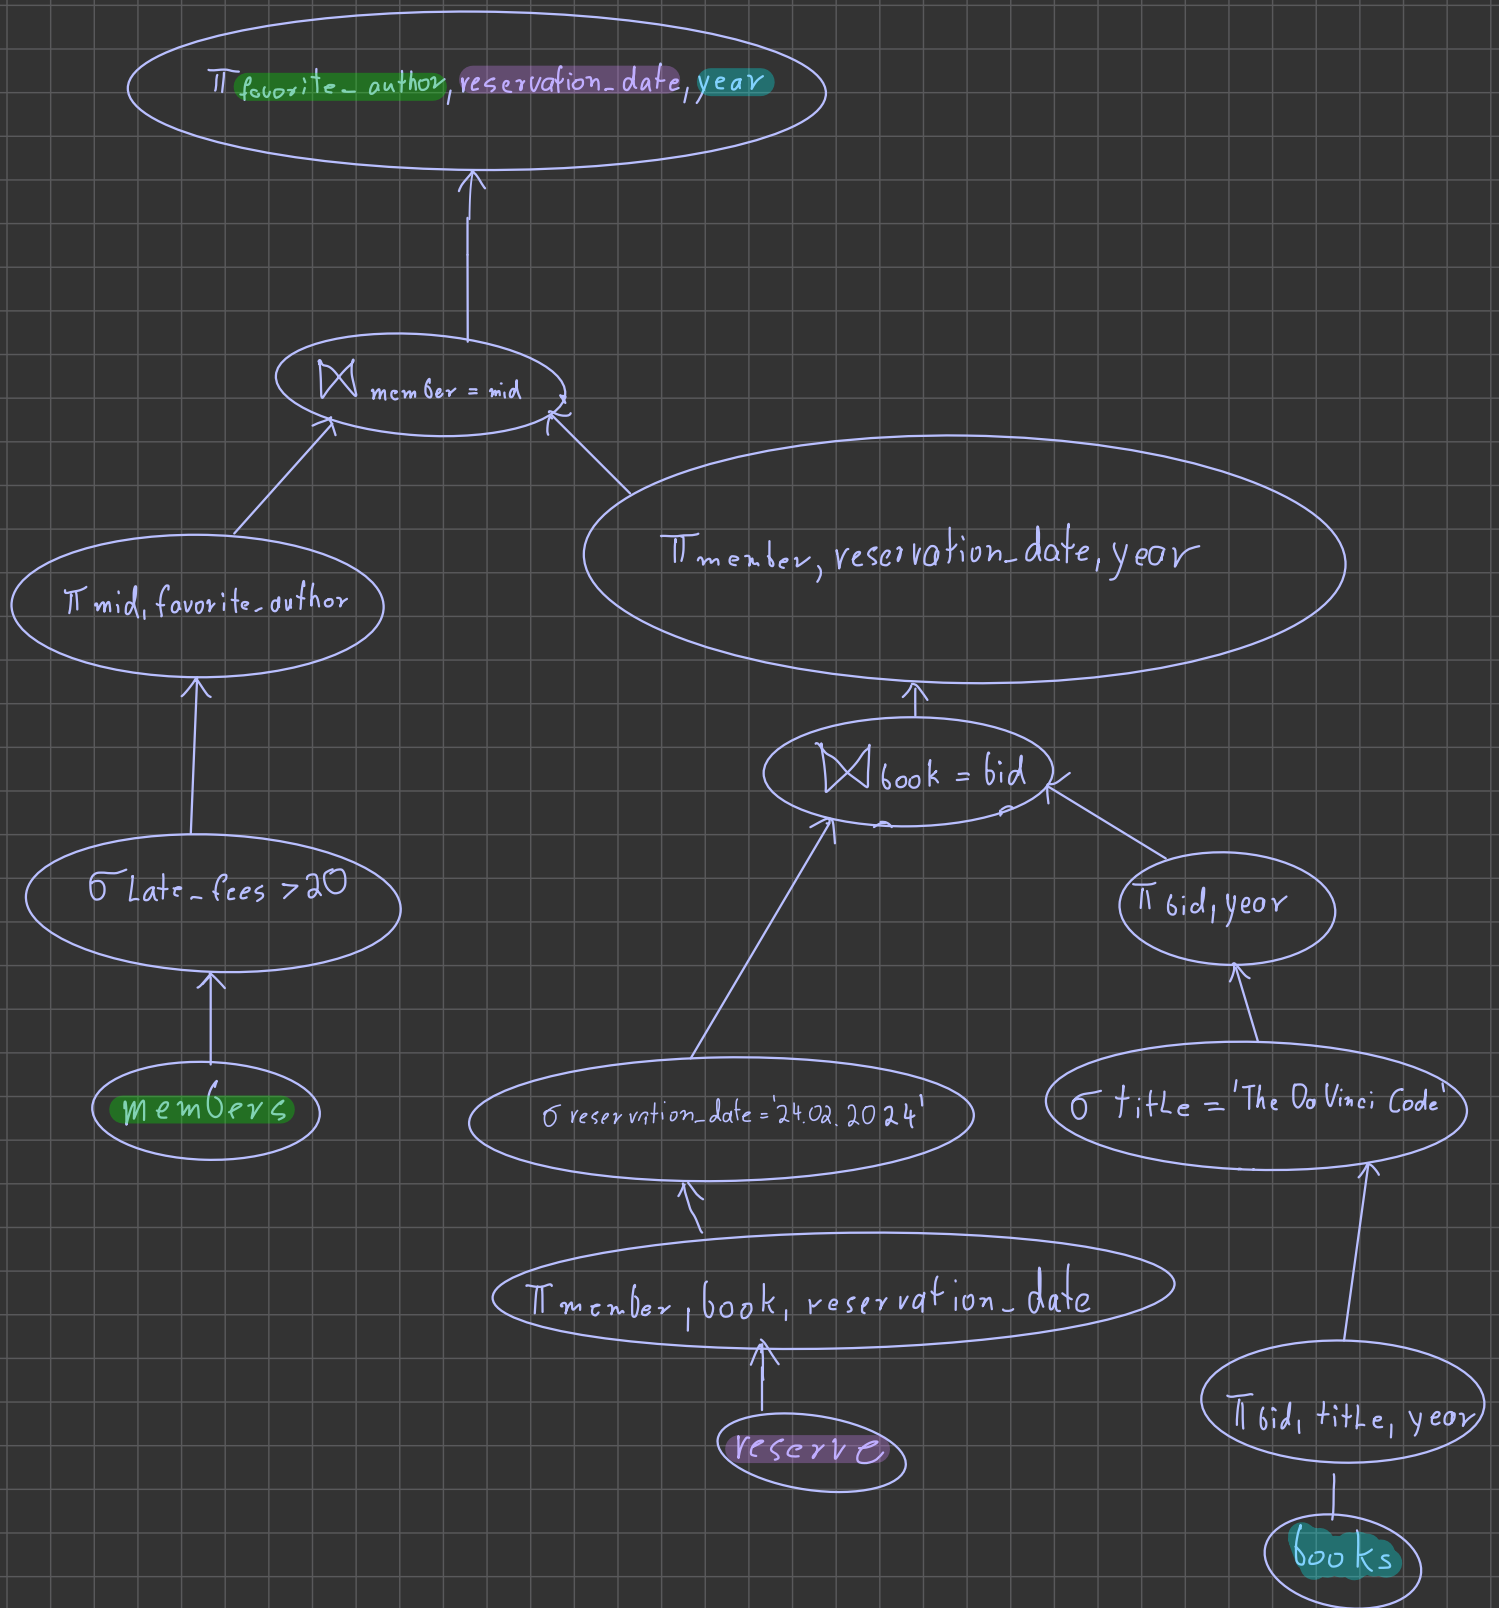 π favorite_author, reservation_date, year
⋈ member = mid
π member, reservation_date, year
π mid, favorite_author
⋈ book = bid
σ Late_fees > 20
π bid, year
members
σ reservation_date = '24.02.2024'
σ title = 'The Da Vinci Code'
π member, book, reservation_date
π bid, title, year
reserve
books